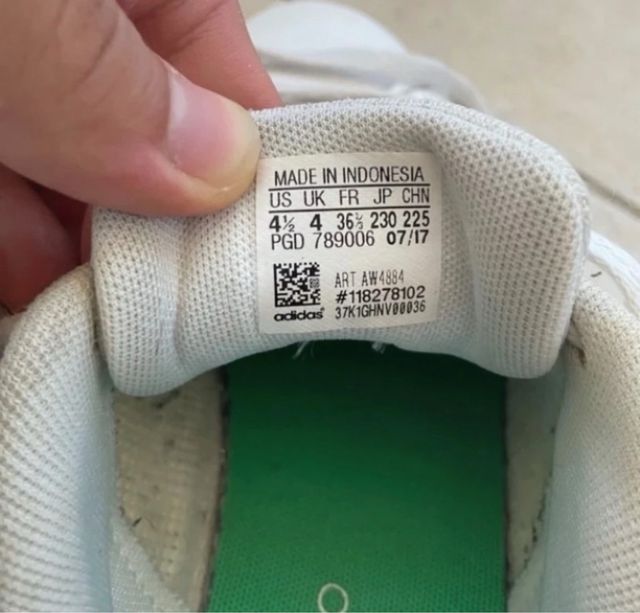 MADE IN INDONESIA
US UK FR JP CHN
4½ 4 36⅔ 230 225
PGD 789006 07/17
ART AW4884
#118278102
adidas® 37K1GHNV00036